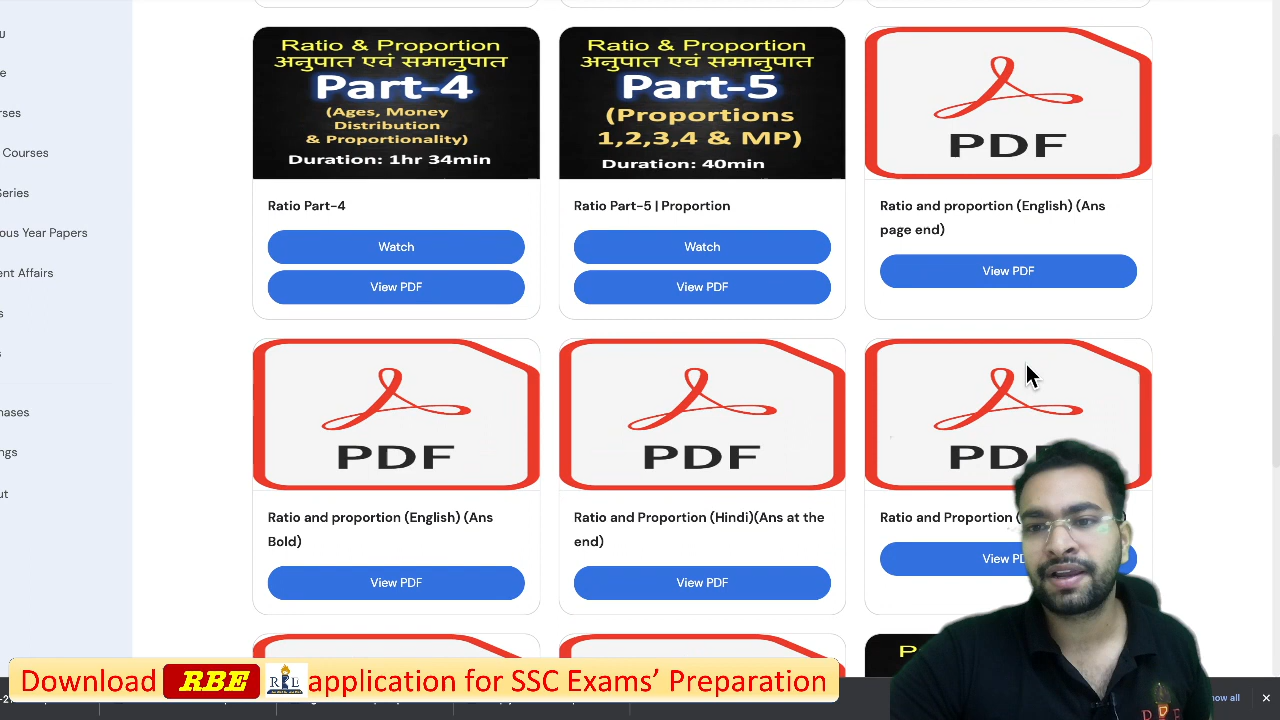 u
e
rses
Courses
Series
ous Year Papers
ent Affairs
s
s
hases
ngs
ut
Ratio & Proportion
अनुपात एवं समानुपात
Part-4
(Ages, Money
Distribution
& Proportionality)
Duration: 1hr 34min
Ratio Part-4
Watch
View PDF
Ratio & Proportion
अनुपात एवं समानुपात
Part-5
(Proportions
1,2,3,4 & MP)
Duration: 40min
Ratio Part-5 | Proportion
Watch
View PDF
PDF
Ratio and proportion (English) (Ans
page end)
View PDF
PDF
Ratio and proportion (English) (Ans
Bold)
View PDF
PDF
Ratio and Proportion (Hindi)(Ans at the
end)
View PDF
PDF
Ratio and Proportion (
View PD
Download RBE RBE application for SSC Exams' Preparation
how all